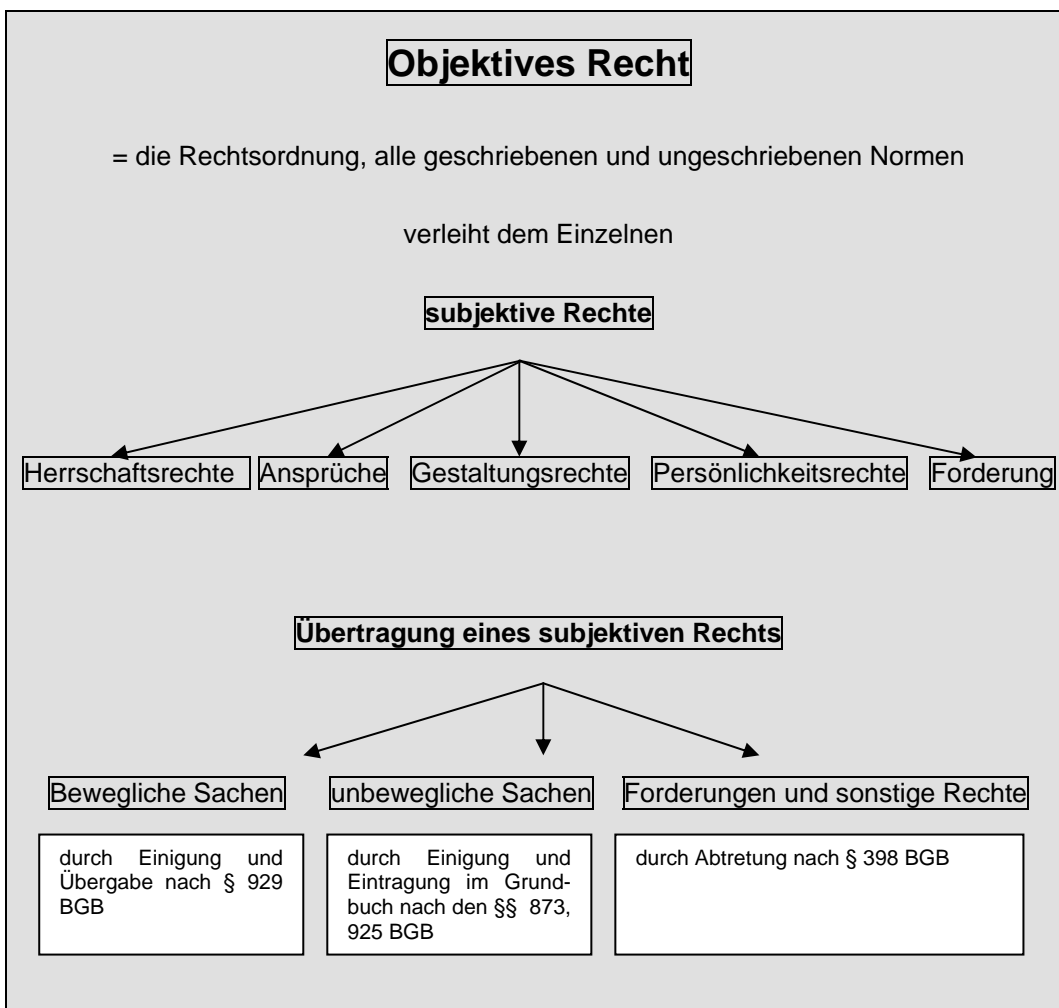 Objektives Recht
= die Rechtsordnung, alle geschriebenen und ungeschriebenen Normen
verleiht dem Einzelnen
subjektive Rechte
Herrschaftsrechte Ansprüche Gestaltungsrechte Persönlichkeitsrechte Forderung
Übertragung eines subjektiven Rechts
Bewegliche Sachen unbewegliche Sachen Forderungen und sonstige Rechte
durch Einigung und
Übergabe nach § 929
BGB
durch Einigung und
Eintragung im Grund-
buch nach den §§ 873,
925 BGB
durch Abtretung nach § 398 BGB